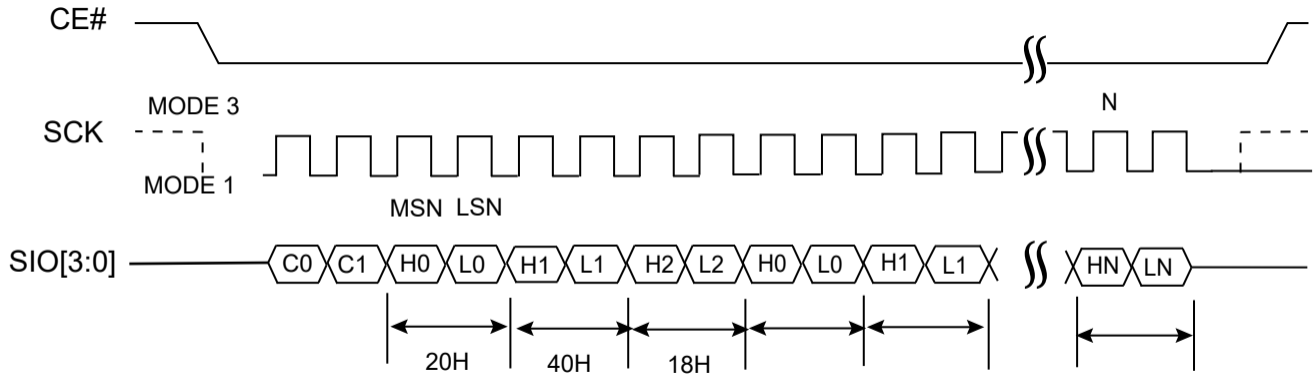 CE#
MODE 3
N
SCK
MODE 1
MSN LSN
SIO[3:0] C0 C1 H0 L0 H1 L1 H2 L2 H0 L0 H1 L1 HN LN
20H 40H 18H